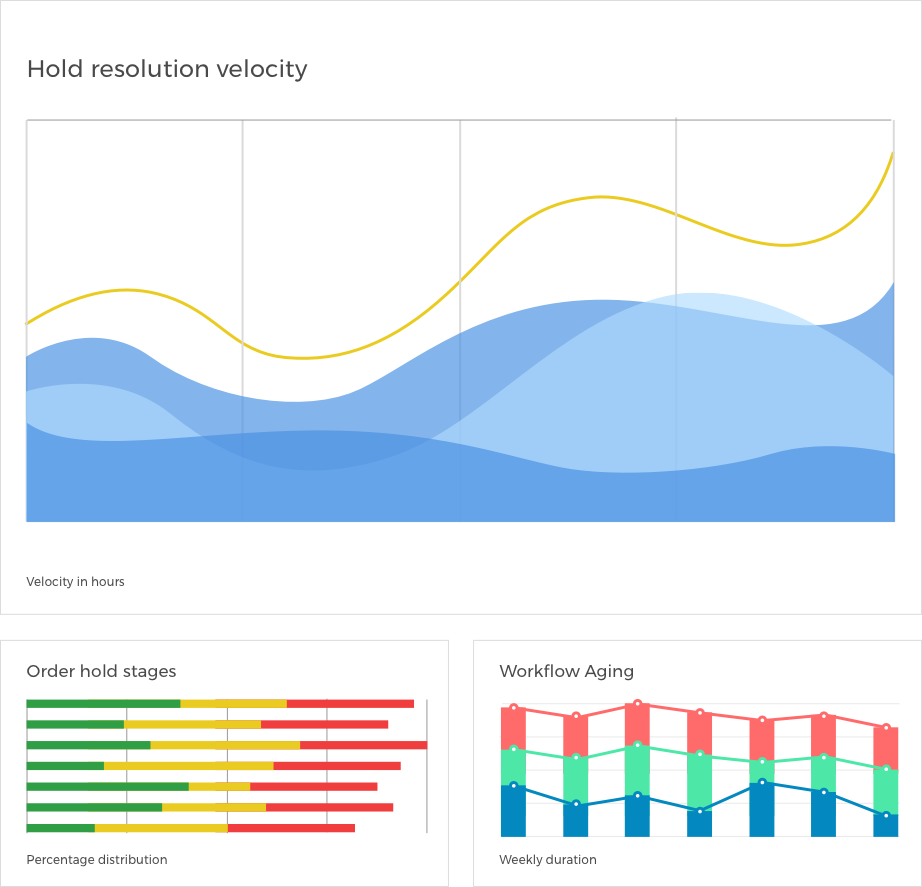 Hold resolution velocity
Velocity in hours
Order hold stages
Percentage distribution
Workflow Aging
Weekly duration